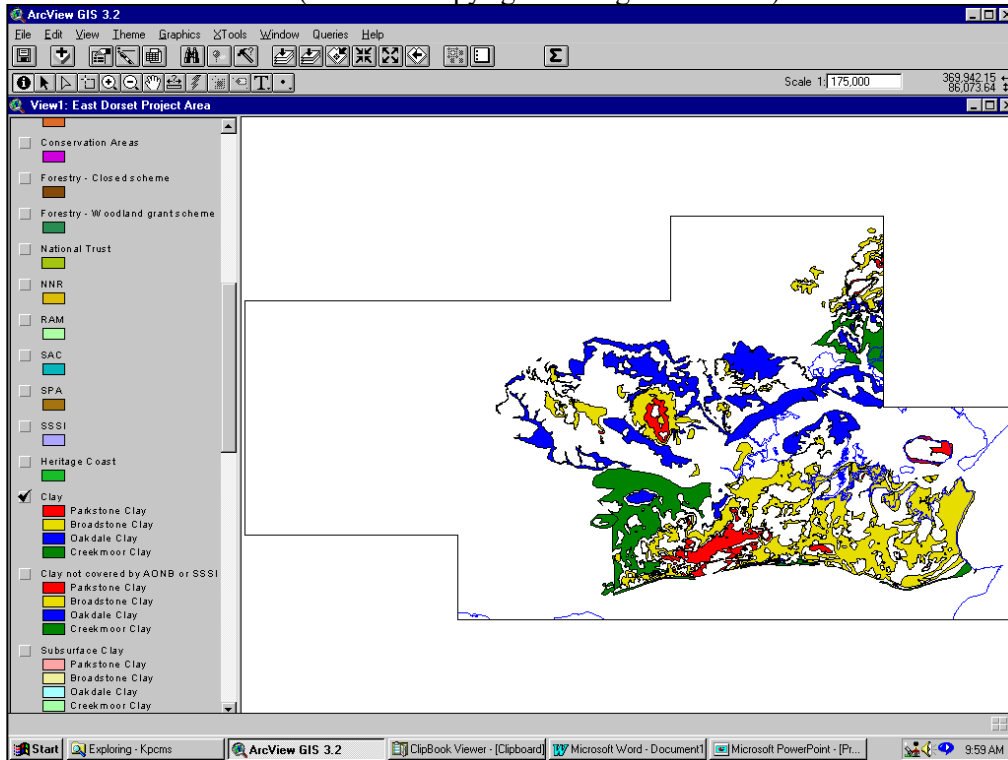 ArcView GIS 3.2
File Edit View Theme Graphics XTools Window Queries Help
Scale 1: 175,000
369,942.15
86,073.64
View1: East Dorset Project Area
Conservation Areas
Forestry - Closed scheme
Forestry - Woodland grant scheme
National Trust
NNR
RAM
SAC
SPA
SSSI
Heritage Coast
Clay
Parkstone Clay
Broadstone Clay
Oakdale Clay
Creekmoor Clay
Clay not covered by AONB or SSSI
Parkstone Clay
Broadstone Clay
Oakdale Clay
Creekmoor Clay
Subsurface Clay
Parkstone Clay
Broadstone Clay
Oakdale Clay
Creekmoor Clay
Start Exploring - Kpcms ArcView GIS 3.2 ClipBook Viewer - [Clipboard] Microsoft Word - Document1 Microsoft PowerPoint - [Pr... 9:59 AM